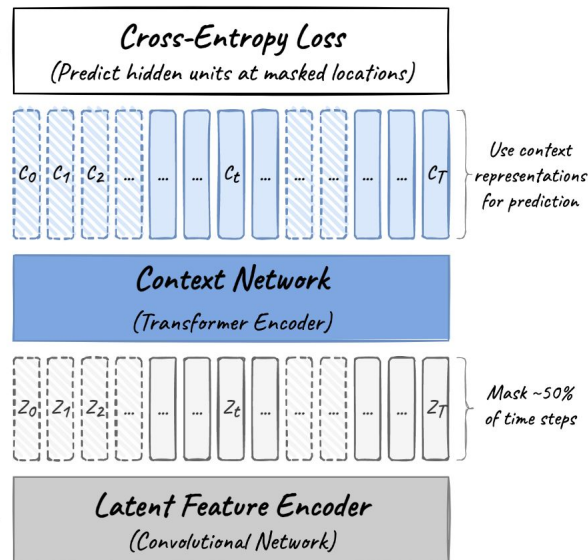 Cross-Entropy Loss
(Predict hidden units at masked locations)
C0 C1 C2 ... ... ... Ct ... ... ... ... ... CT
Use context
representations
for prediction
Context Network
(Transformer Encoder)
Z0 Z1 Z2 ... ... ... Zt ... ... ... ... ... ZT
Mask ~50%
of time steps
Latent Feature Encoder
(Convolutional Network)